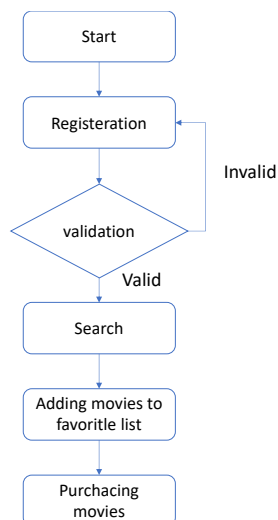 Start
Registeration
Invalid
validation
Valid
Search
Adding movies to
favoritle list
Purchacing
movies